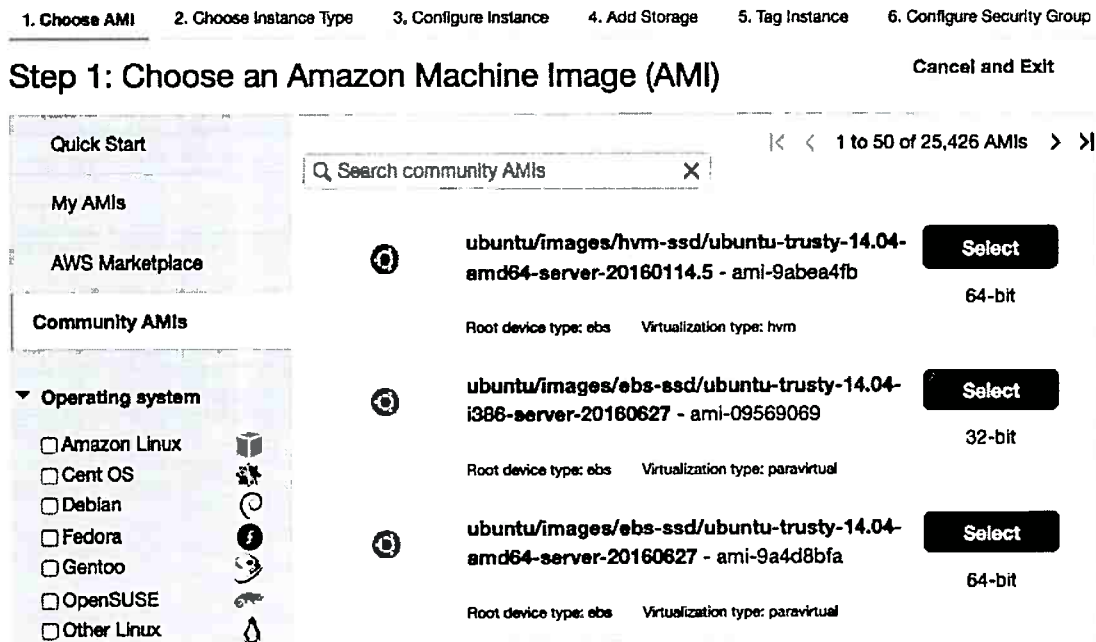 1. Choose AMI 2. Choose Instance Type 3. Configure Instance 4. Add Storage 5. Tag Instance 6. Configure Security Group
Step 1: Choose an Amazon Machine Image (AMI)
Cancel and Exit
Quick Start
My AMIs
AWS Marketplace
Community AMIs
Operating system
Amazon Linux
Cent OS
Debian
Fedora
Gentoo
OpenSUSE
Other Linux
1 to 50 of 25,426 AMIs
Search community AMIs
ubuntu/images/hvm-ssd/ubuntu-trusty-14.04-
amd64-server-20160114.5 - ami-9abea4fb
Root device type: ebs Virtualization type: hvm
Select
64-bit
ubuntu/images/ebs-ssd/ubuntu-trusty-14.04-
i386-server-20160627 - ami-09569069
Root device type: ebs Virtualization type: paravirtual
Select
32-bit
ubuntu/images/ebs-ssd/ubuntu-trusty-14.04-
amd64-server-20160627 - ami-9a4d8bfa
Root device type: ebs Virtualization type: paravirtual
Select
64-bit